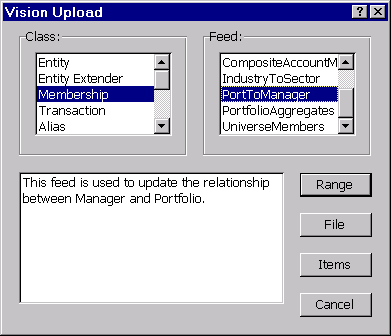 Vision Upload
Class:
Entity
Entity Extender
Membership
Transaction
Alias
Feed:
CompositeAccountM
IndustryToSector
PortToManager
PortfolioAggregates
UniverseMembers
This feed is used to update the relationship
between Manager and Portfolio.
Range
File
Items
Cancel